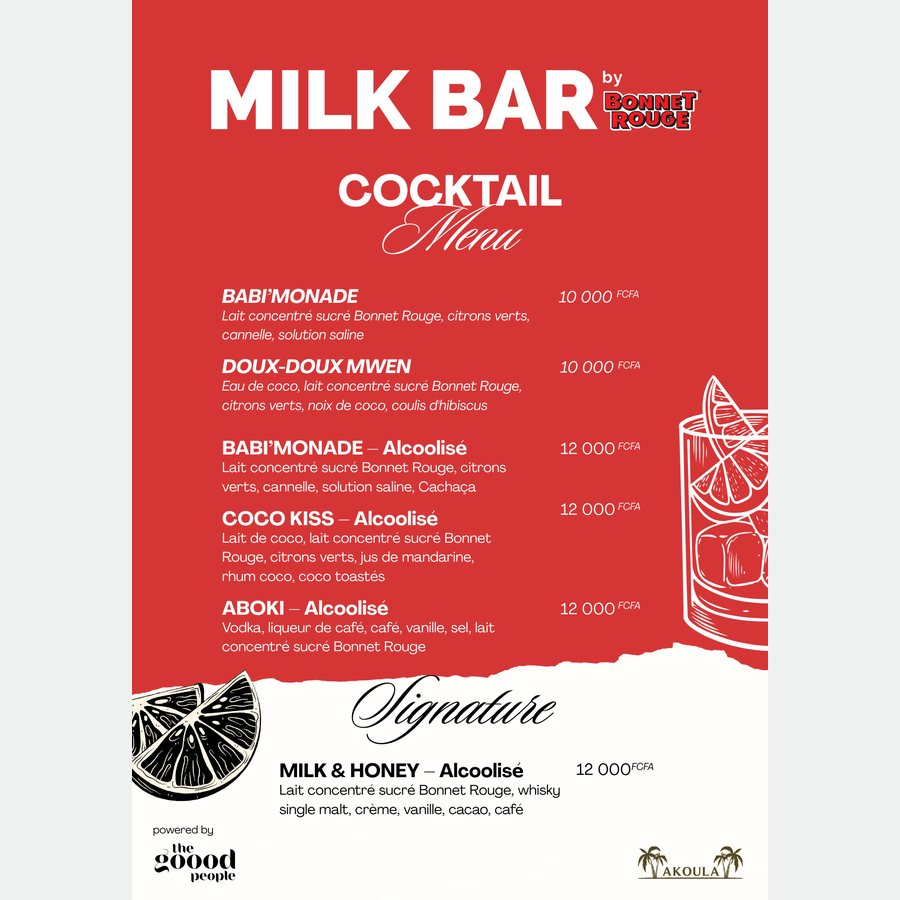 MILK BAR by
BONNET
ROUGE
COCKTAIL
Menu
BABI’MONADE 10 000 FCFA
Lait concentré sucré Bonnet Rouge, citrons verts,
cannelle, solution saline
DOUX-DOUX MWEN 10 000 FCFA
Eau de coco, lait concentré sucré Bonnet Rouge,
citrons verts, noix de coco, coulis d'hibiscus
BABI’MONADE – Alcoolisé 12 000 FCFA
Lait concentré sucré Bonnet Rouge, citrons
verts, cannelle, solution saline, Cachaça
COCO KISS – Alcoolisé 12 000 FCFA
Lait de coco, lait concentré sucré Bonnet
Rouge, citrons verts, jus de mandarine,
rhum coco, coco toastés
ABOKI – Alcoolisé 12 000 FCFA
Vodka, liqueur de café, café, vanille, sel, lait
concentré sucré Bonnet Rouge
Signature
MILK & HONEY – Alcoolisé 12 000 FCFA
Lait concentré sucré Bonnet Rouge, whisky
single malt, crème, vanille, cacao, café
powered by
the
goood
people
AKOULA